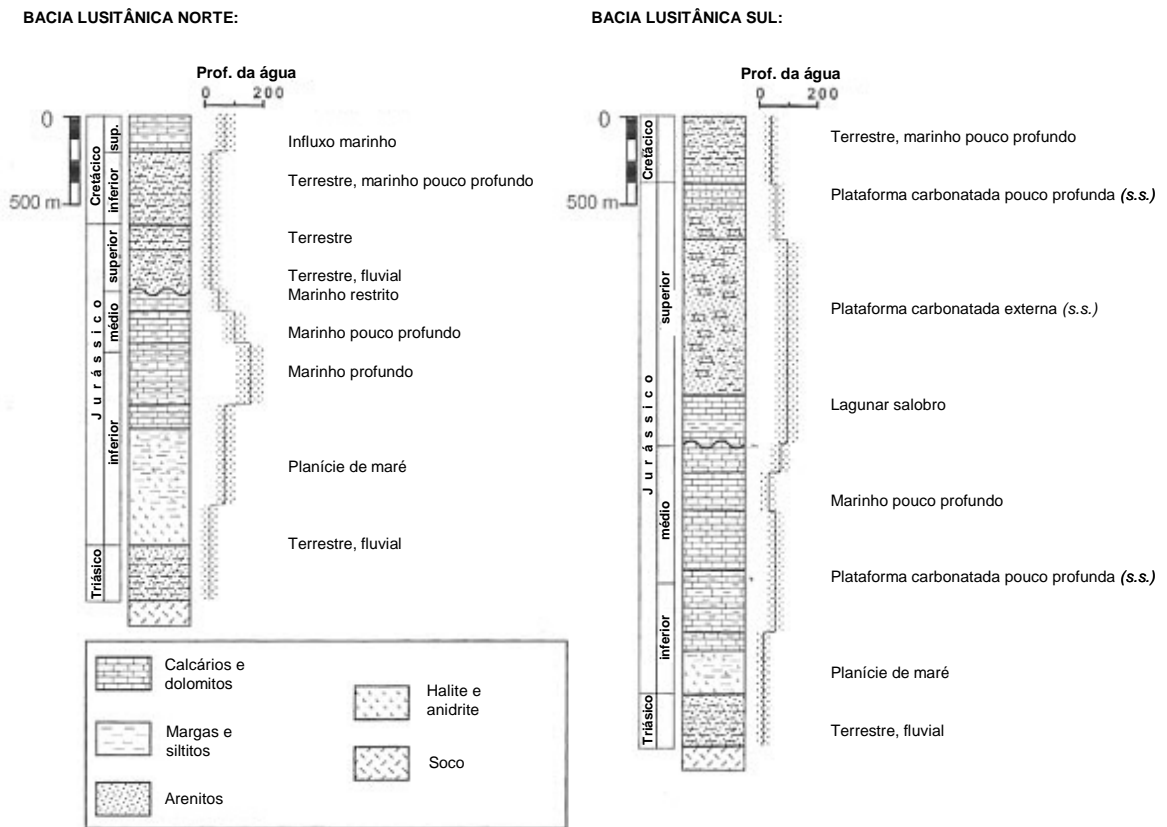 BACIA LUSITÂNICA NORTE:
Prof. da água
0 200
0
500 m
Cretácico
sup.
inferior
Jurássico
superior
médio
inferior
Triásico
Influxo marinho
Terrestre, marinho pouco profundo
Terrestre
Terrestre, fluvial
Marinho restrito
Marinho pouco profundo
Marinho profundo
Planície de maré
Terrestre, fluvial
Calcários e
dolomitos
Margas e
siltitos
Arenitos
Halite e
anidrite
Soco
BACIA LUSITÂNICA SUL:
Prof. da água
0 200
0
500 m
Cretácico
Jurássico
superior
médio
inferior
Triásico
Terrestre, marinho pouco profundo
Plataforma carbonatada pouco profunda (s.s.)
Plataforma carbonatada externa (s.s.)
Lagunar salobro
Marinho pouco profundo
Plataforma carbonatada pouco profunda (s.s.)
Planície de maré
Terrestre, fluvial